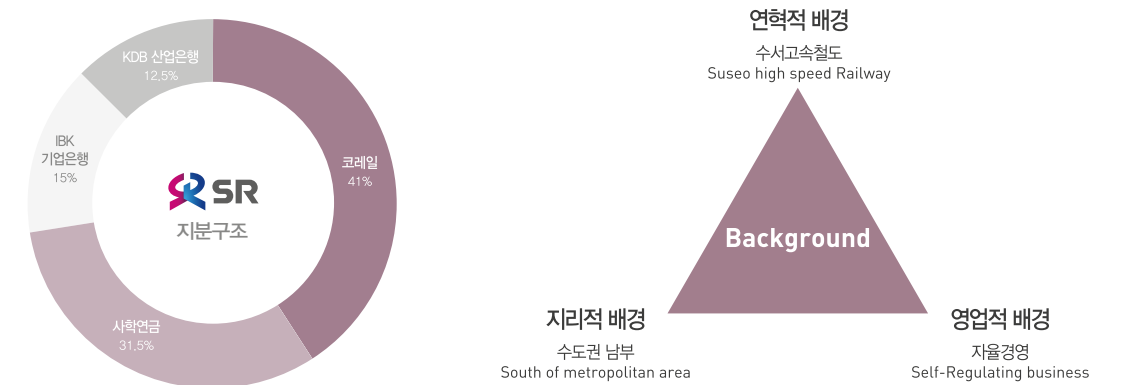 KDB 산업은행
12.5%
IBK
기업은행
15%
코레일
41%
SR
지분구조
사학연금
31.5%
연혁적 배경
수서고속철도
Suseo high speed Railway
Background
지리적 배경
수도권 남부
South of metropolitan area
영업적 배경
자율경영
Self-Regulating business